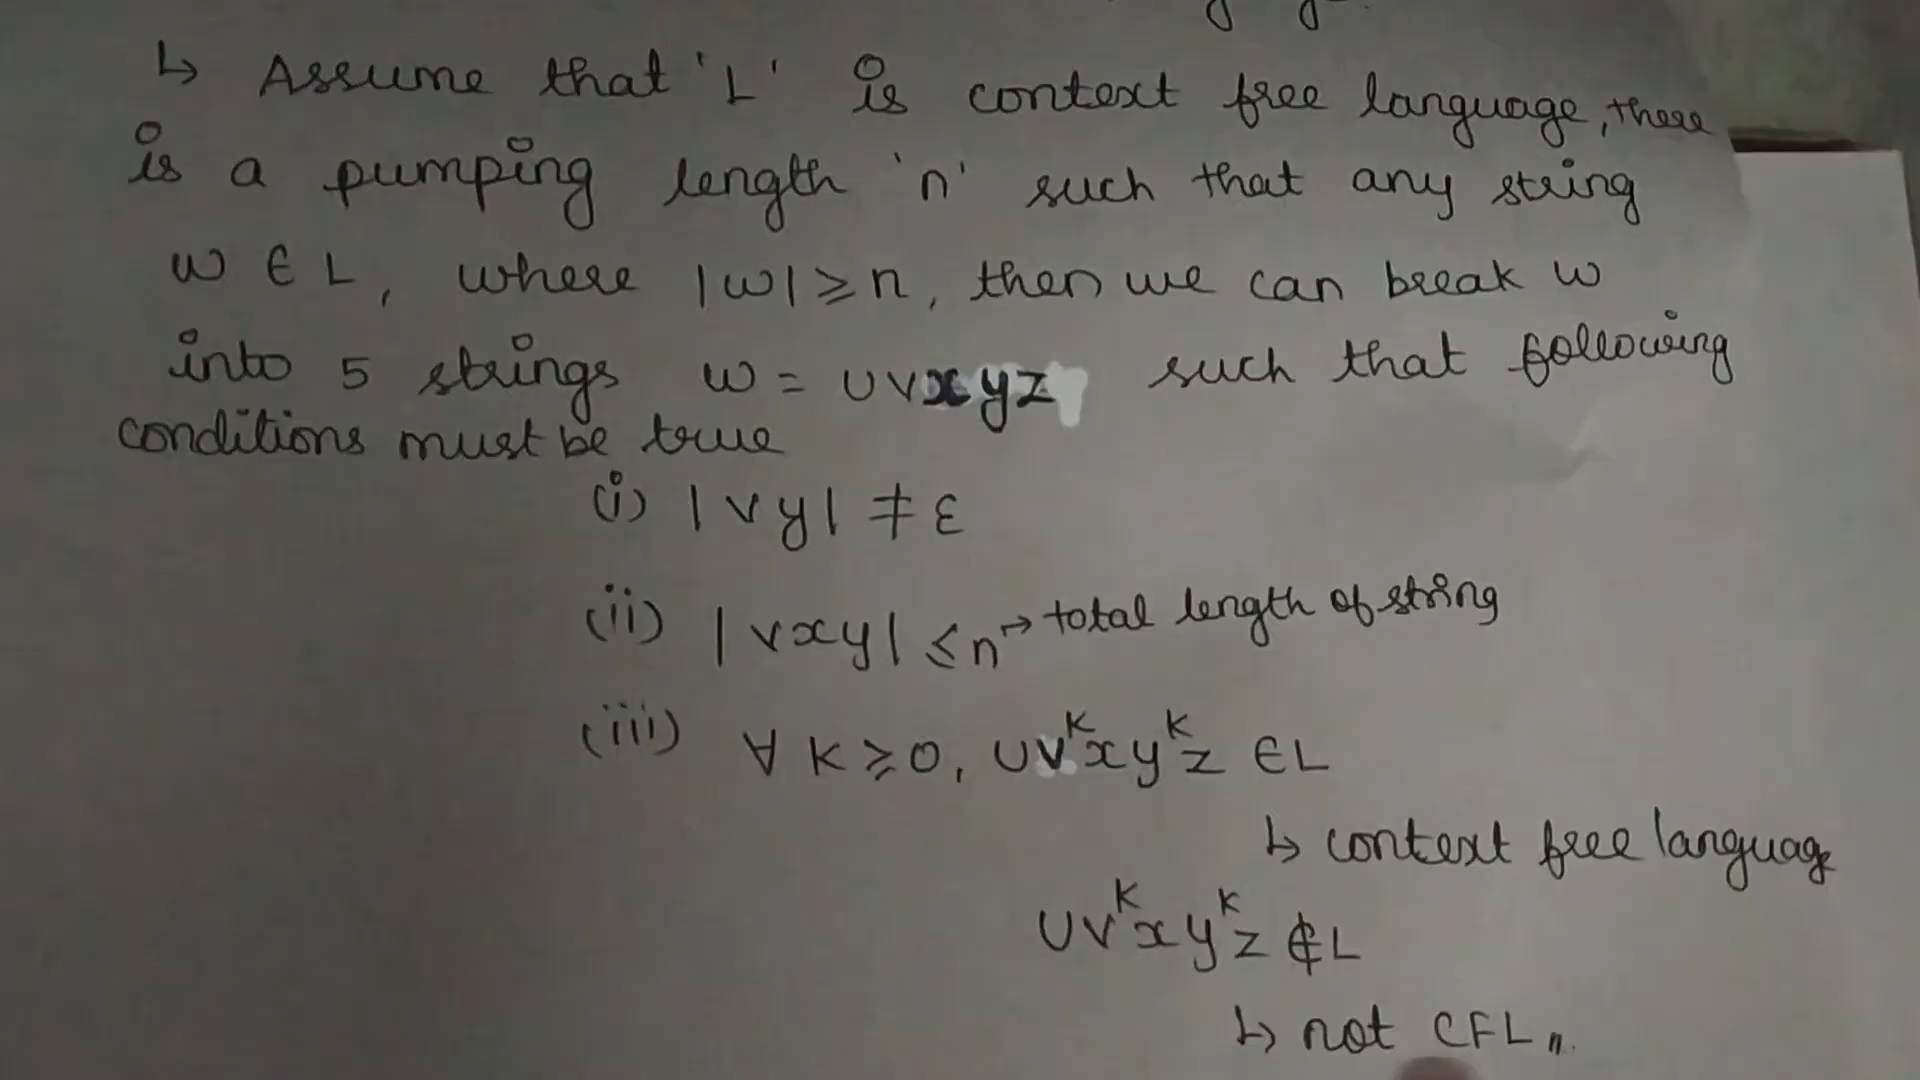 ↳ Assume that 'L' is context free language, there
is a pumping length 'n' such that any string
w ∈ L, where |w| ≥ n, then we can break w
into 5 strings w = uvxyz such that following
conditions must be true
(i) |vy| ≠ ε
(ii) |vxy| ≤ n → total length of string
(iii) ∀ K ≥ 0, uv^K xy^K z ∈ L
↳ context free language
uv^K xy^K z ∉ L
↳ not CFL //.